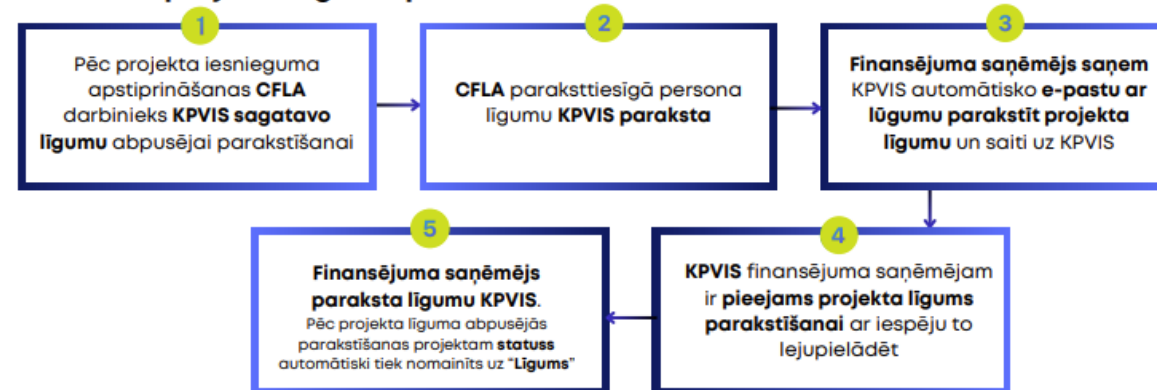 1
Pēc projekta iesnieguma
apstiprināšanas CFLA
darbinieks KPVIS sagatavo
līgumu abpusējai parakstīšanai
2
CFLA paraksttiesīgā persona
līgumu KPVIS paraksta
3
Finansējuma saņēmējs saņem
KPVIS automātisko e-pastu ar
lūgumu parakstīt projekta
līgumu un saiti uz KPVIS
4
KPVIS finansējuma saņēmējam
ir pieejams projekta līgums
parakstīšanai ar iespēju to
lejupielādēt
5
Finansējuma saņēmējs
paraksta līgumu KPVIS.
Pēc projekta līguma abpusējās
parakstīšanas projektam statuss
automātiski tiek nomainīts uz “Līgums”